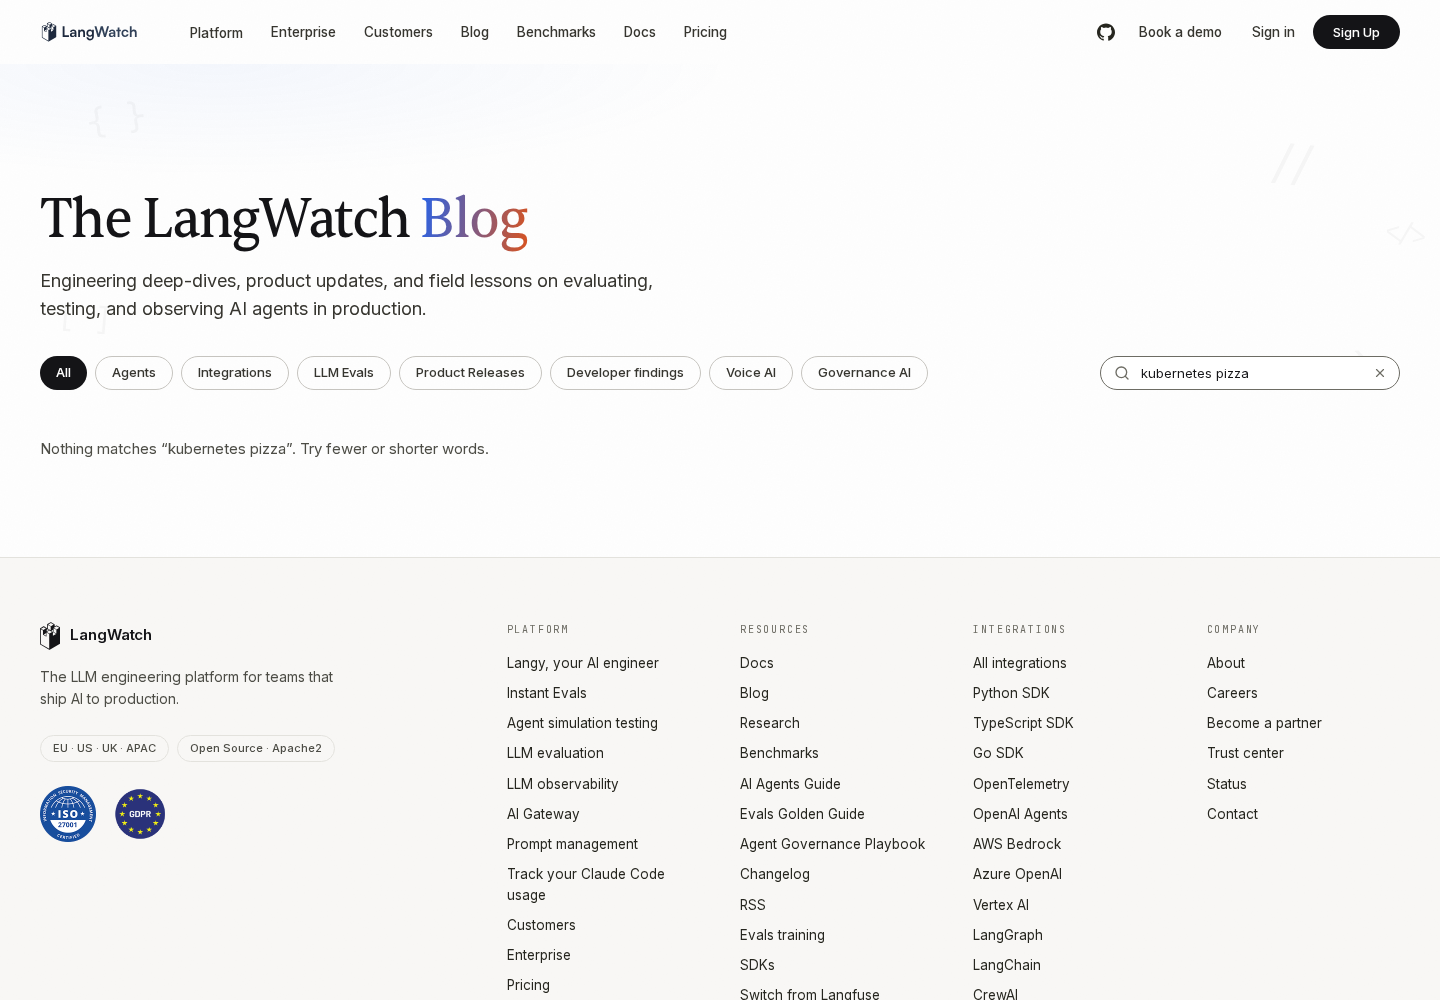 LangWatch
Platform
Enterprise
Customers
Blog
Benchmarks
Docs
Pricing
Book a demo
Sign in
Sign Up
{ }
//
</>
[ ]
The LangWatch Blog
Engineering deep-dives, product updates, and field lessons on evaluating,
testing, and observing AI agents in production.
All
Agents
Integrations
LLM Evals
Product Releases
Developer findings
Voice AI
Governance AI
kubernetes pizza
Nothing matches “kubernetes pizza”. Try fewer or shorter words.
LangWatch
The LLM engineering platform for teams that
ship AI to production.
EU · US · UK · APAC
Open Source · Apache2
INFORMATION SECURITY MANAGEMENT
ISO
27001
CERTIFIED
GDPR
PLATFORM
Langy, your AI engineer
Instant Evals
Agent simulation testing
LLM evaluation
LLM observability
AI Gateway
Prompt management
Track your Claude Code
usage
Customers
Enterprise
Pricing
RESOURCES
Docs
Blog
Research
Benchmarks
AI Agents Guide
Evals Golden Guide
Agent Governance Playbook
Changelog
RSS
Evals training
SDKs
Switch from Langfuse
INTEGRATIONS
All integrations
Python SDK
TypeScript SDK
Go SDK
OpenTelemetry
OpenAI Agents
AWS Bedrock
Azure OpenAI
Vertex AI
LangGraph
LangChain
CrewAI
COMPANY
About
Careers
Become a partner
Trust center
Status
Contact